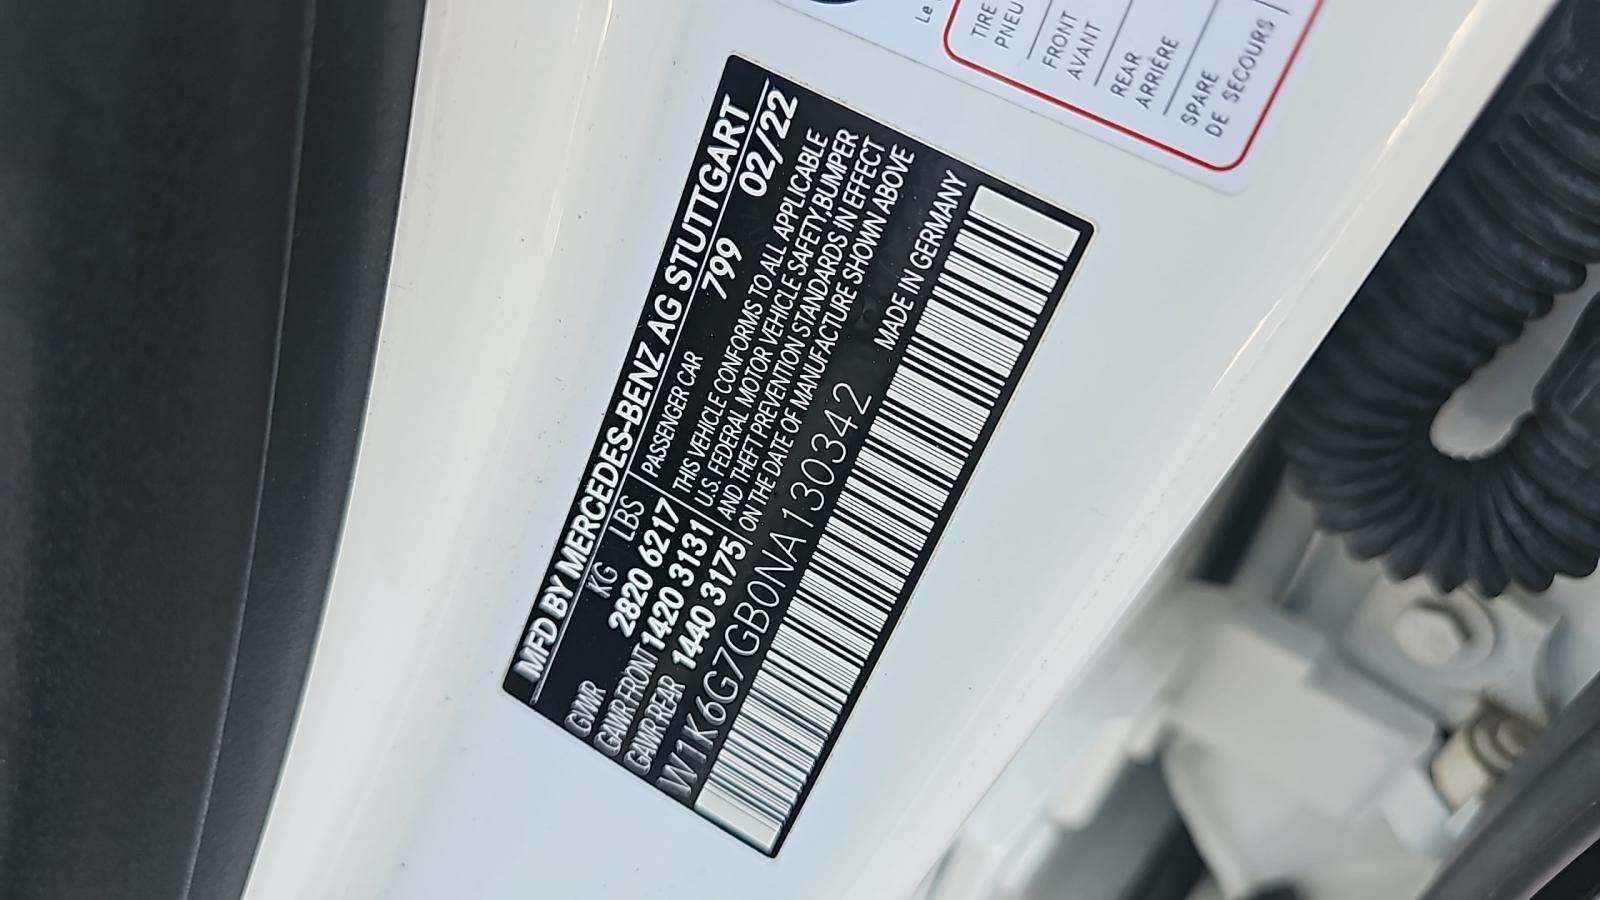 MFD BY MERCEDES-BENZ AG STUTTGART
KG LBS PASSENGER CAR 799 02/22
GVWR 2820 6217 THIS VEHICLE CONFORMS TO ALL APPLICABLE
GAWR FRONT 1420 3131 U.S. FEDERAL MOTOR VEHICLE SAFETY,BUMPER
GAWR REAR 1440 3175 AND THEFT PREVENTION STANDARDS IN EFFECT
ON THE DATE OF MANUFACTURE SHOWN ABOVE
W1K6G7GB0NA130342 MADE IN GERMANY
Le
TIRE
PNEU
FRONT
AVANT
REAR
ARRIÈRE
SPARE
DE SECOURS